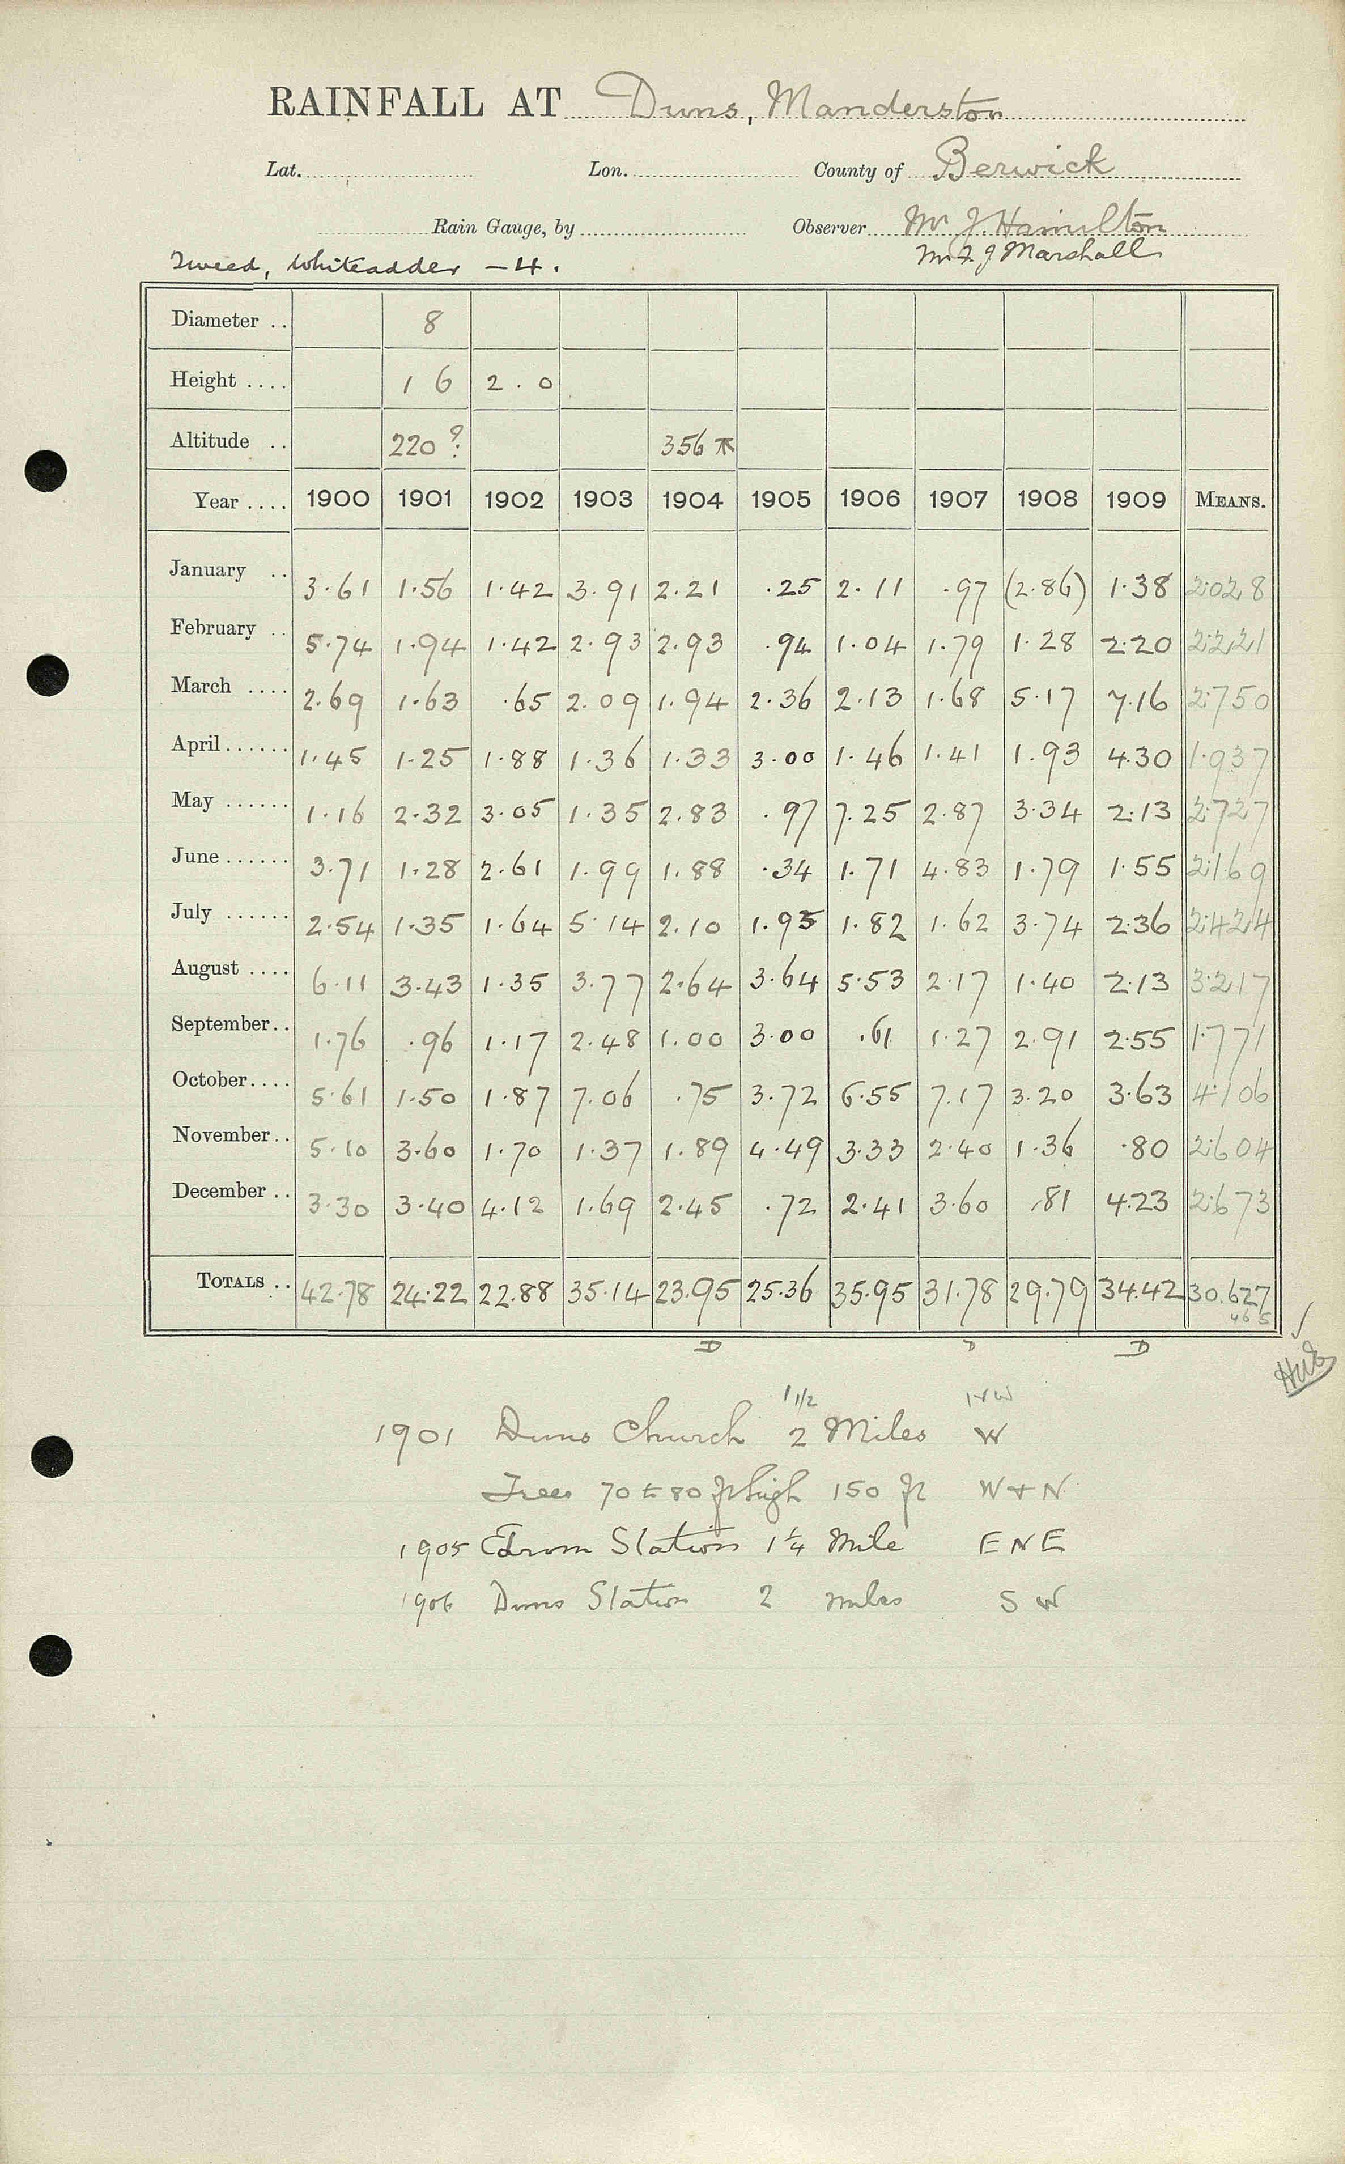 RAINFALL AT Duns, Manderston
Lat. Lon. County of Berwick
Rain Gauge, by Observer Mr J. Hamilton
Tweed, Whiteadder - 4. Mr F J Marshall
Diameter .. 8
Height .... 1 6 2.0
Altitude .. 220? 356
Year .... 1900 1901 1902 1903 1904 1905 1906 1907 1908 1909 MEANS.
January .. 3.61 1.56 1.42 3.91 2.21 .25 2.11 .97 (2.86) 1.38 2.028
February .. 5.74 1.94 1.42 2.93 2.93 .94 1.04 1.79 1.28 2.20 2.221
March .... 2.69 1.63 .65 2.09 1.94 2.36 2.13 1.68 5.17 7.16 2.750
April ...... 1.45 1.25 1.88 1.36 1.33 3.00 1.46 1.41 1.93 4.30 1.937
May ...... 1.16 2.32 3.05 1.35 2.83 .97 7.25 2.87 3.34 2.13 2.727
June ...... 3.71 1.28 2.61 1.99 1.88 .34 1.71 4.83 1.79 1.55 2.169
July ...... 2.54 1.35 1.64 5.14 2.10 1.93 1.82 1.62 3.74 2.36 2.424
August .... 6.11 3.43 1.35 3.77 2.64 3.64 5.53 2.17 1.40 2.13 3.217
September.. 1.76 .96 1.17 2.48 1.00 3.00 .61 1.27 2.91 2.55 1.771
October.... 5.61 1.50 1.87 7.06 .75 3.72 6.55 7.17 3.20 3.63 4.106
November.. 5.10 3.60 1.70 1.37 1.89 4.49 3.33 2.40 1.36 .80 2.604
December .. 3.30 3.40 4.12 1.69 2.45 .72 2.41 3.60 .81 4.23 2.673
TOTALS .. 42.78 24.22 22.88 35.14 23.95 25.36 35.95 31.78 29.79 34.42 30.627
D D D
1 1/2 NW
1901 Duns Church 2 Miles W
Trees 70 to 80 ft high 150 ft W + N
1905 Edrom Station 1 1/4 Mile ENE
1906 Duns Station 2 miles SW